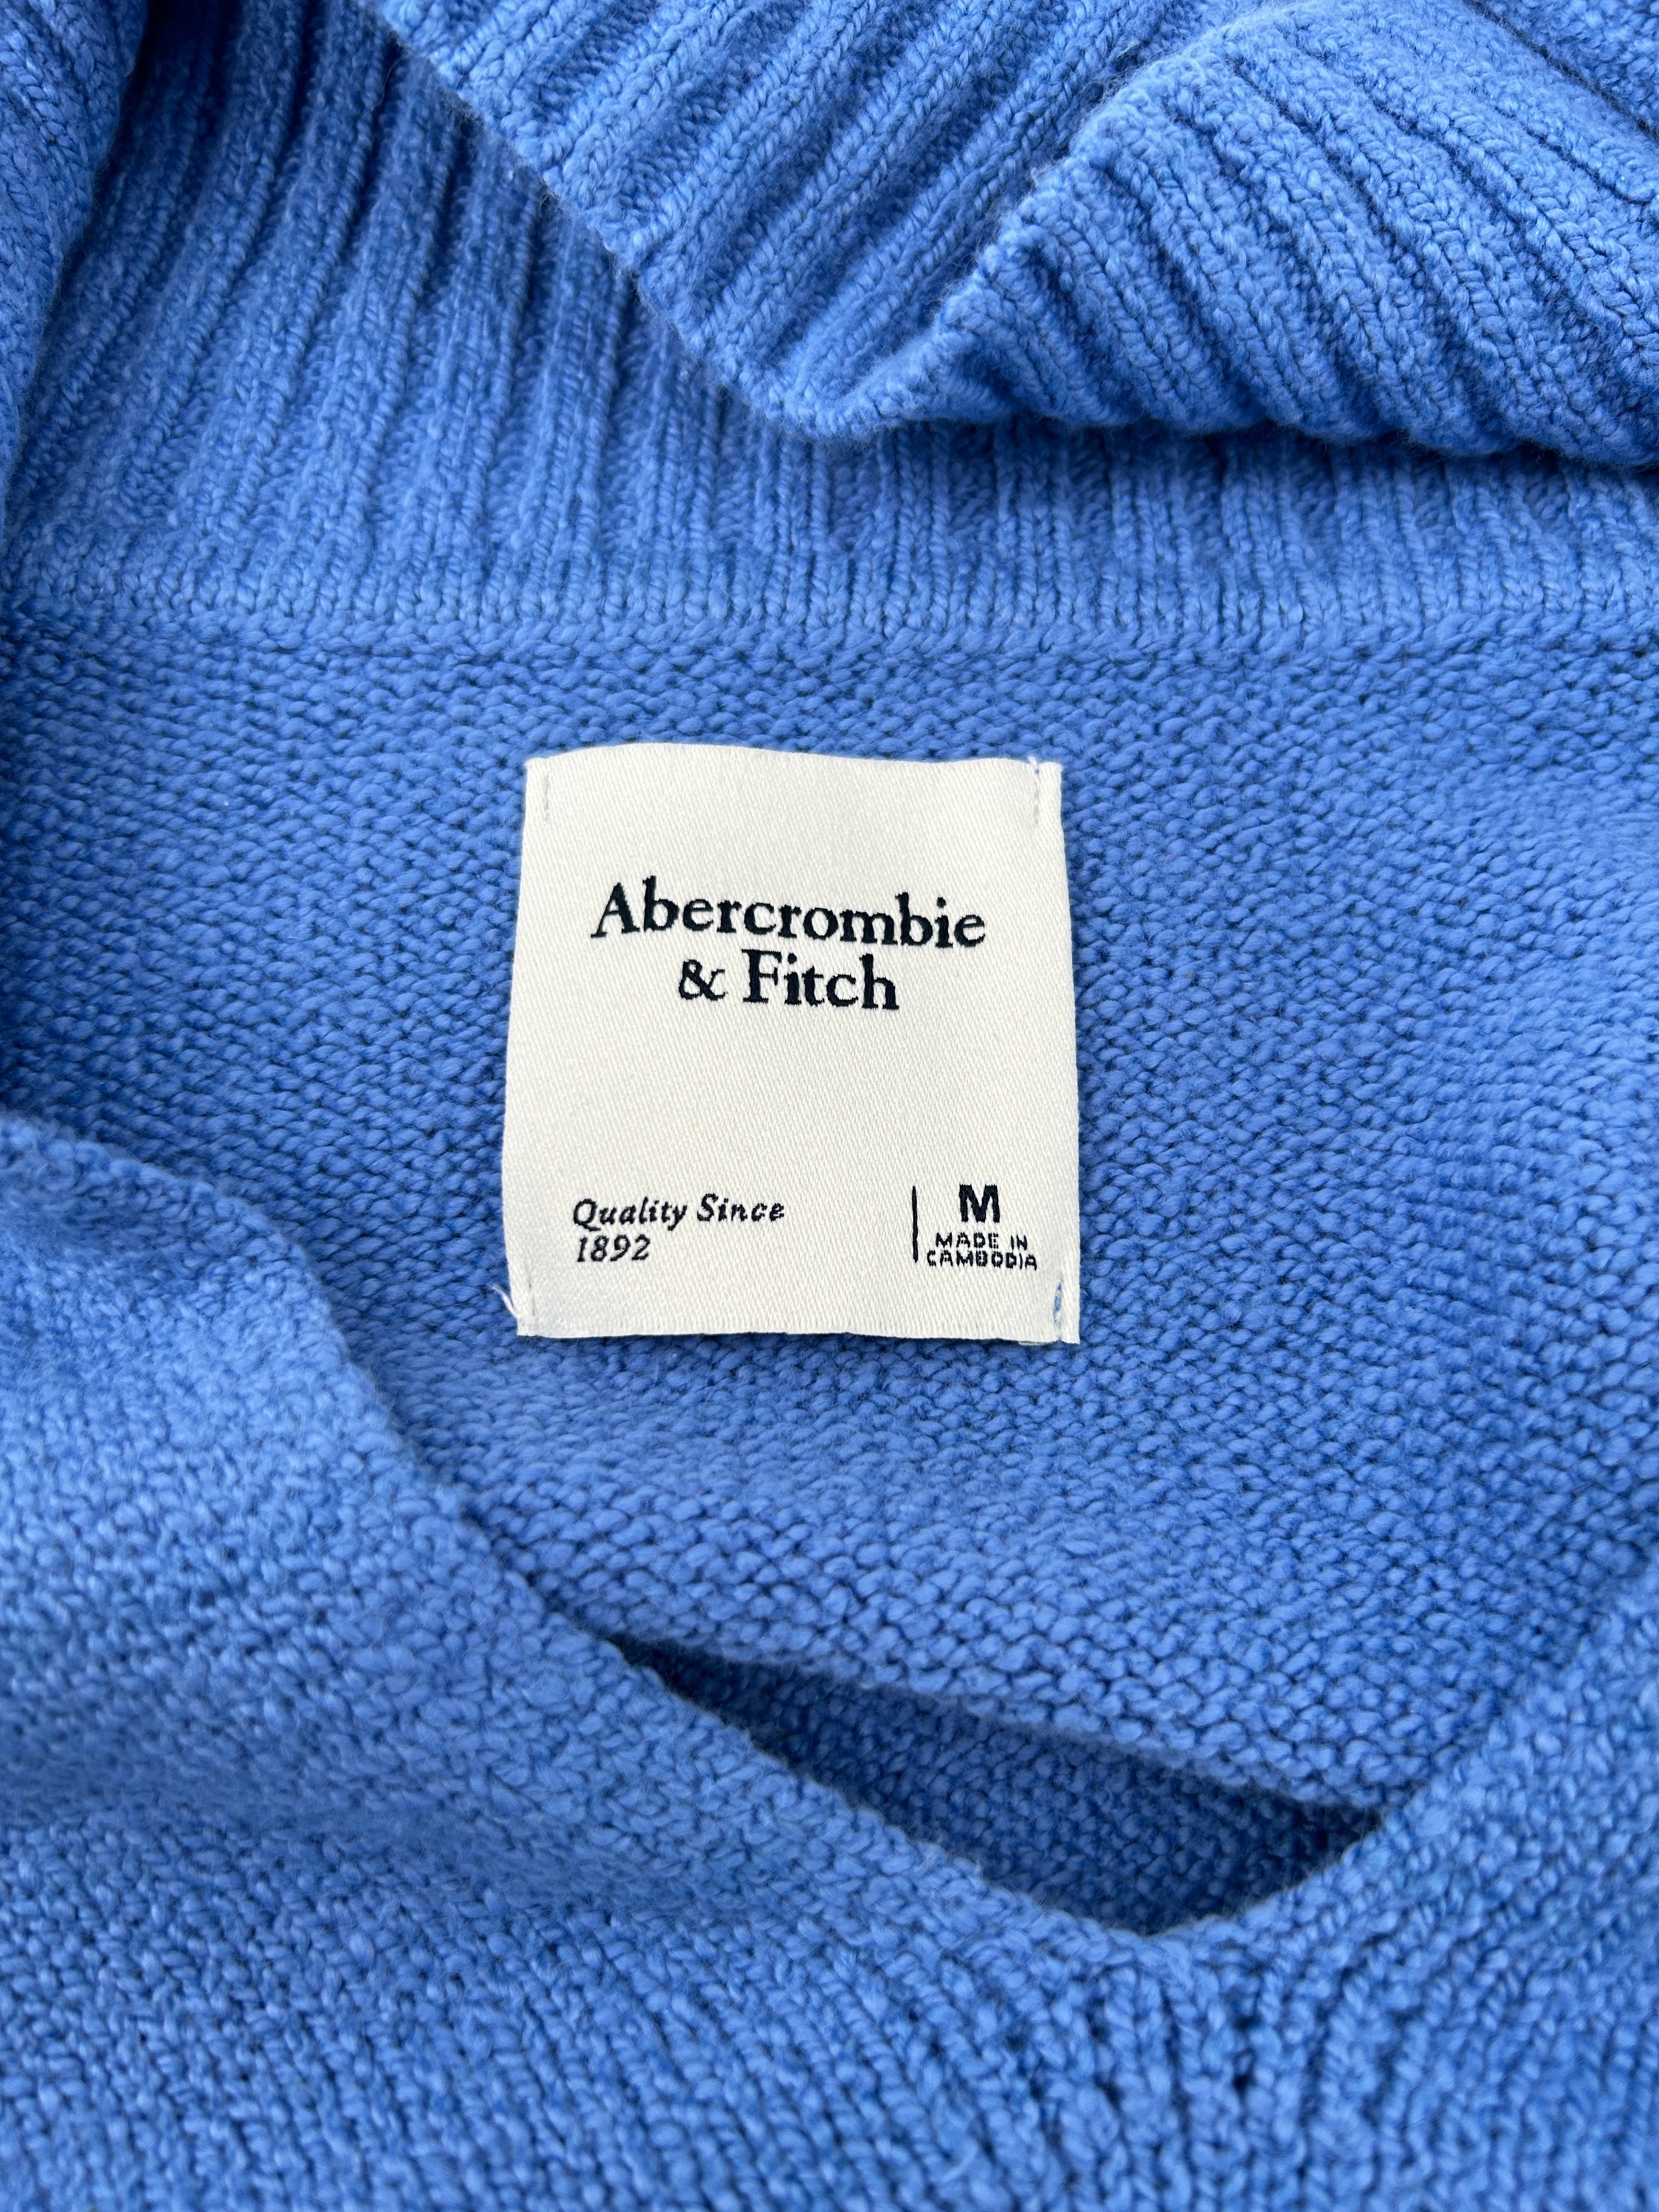 Abercrombie
& Fitch
Quality Since
1892
M
MADE IN
CAMBODIA